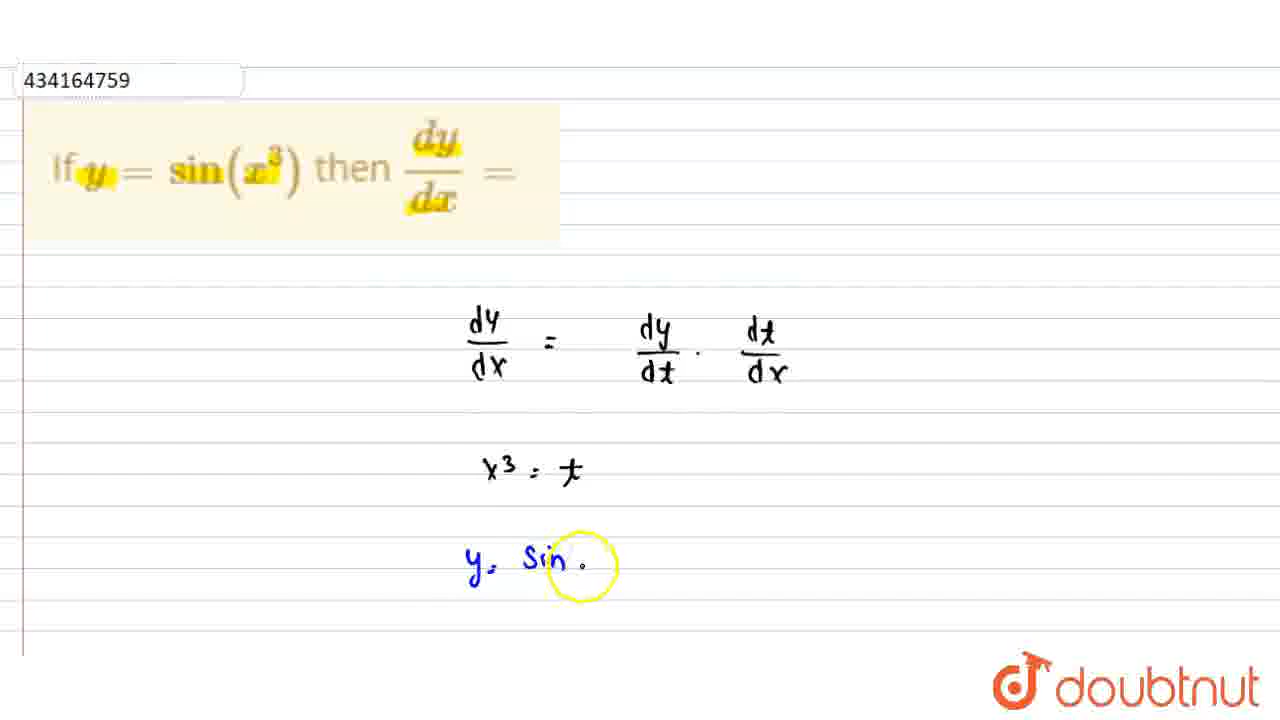 434164759
If y = sin(x³) then dy/dx =
dy/dx = dy/dt · dt/dx
x³ = t
y = Sin
doubtnut